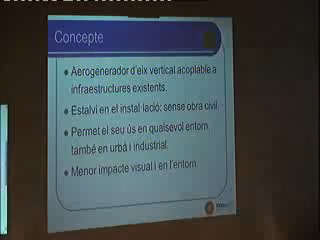 Concepte
Aerogenerador d'eix vertical acoplable a
infraestructures existents.
Estalvi en el instal·lació: sense obra civil.
Permet el seu ús en qualsevol entorn,
també en urbà i industrial.
Menor impacte visual i en l'entorn.